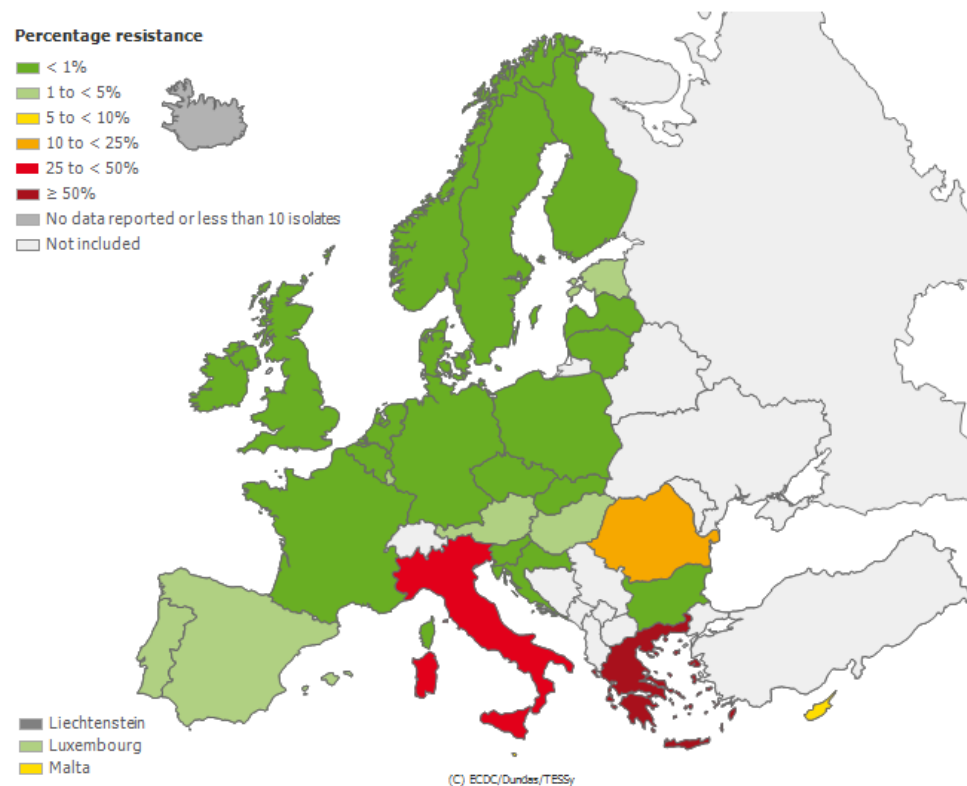 Percentage resistance
< 1%
1 to < 5%
5 to < 10%
10 to < 25%
25 to < 50%
≥ 50%
No data reported or less than 10 isolates
Not included
Liechtenstein
Luxembourg
Malta
(C) ECDC/Dundas/TESSy